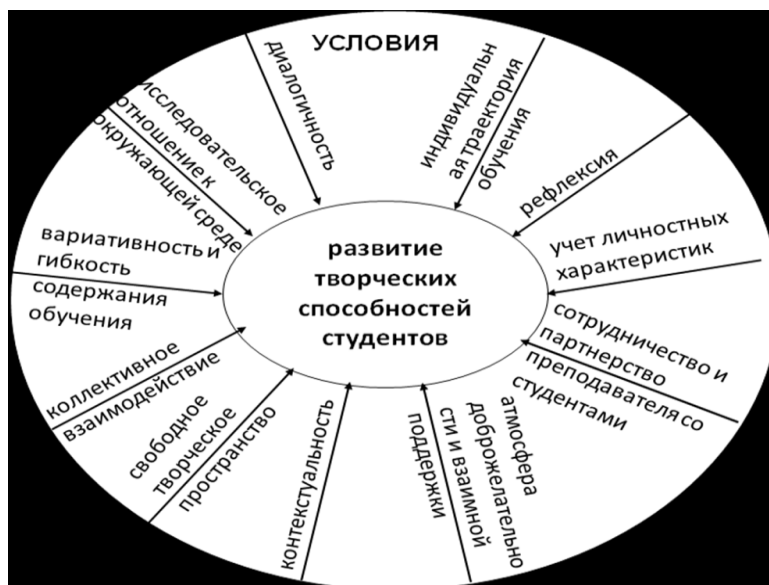 УСЛОВИЯ
диалогичность
индивидуальн
ая траектория
обучения
рефлексия
учет личностных
характеристик
сотрудничество и
партнерство
преподавателя со
студентами
атмосфера
доброжелательно
сти и взаимной
поддержки
контекстуальность
свободное
творческое
пространство
коллективное
взаимодействие
вариативность и
гибкость
содержания
обучения
исследовательское
отношение к
окружающей среде
развитие
творческих
способностей
студентов